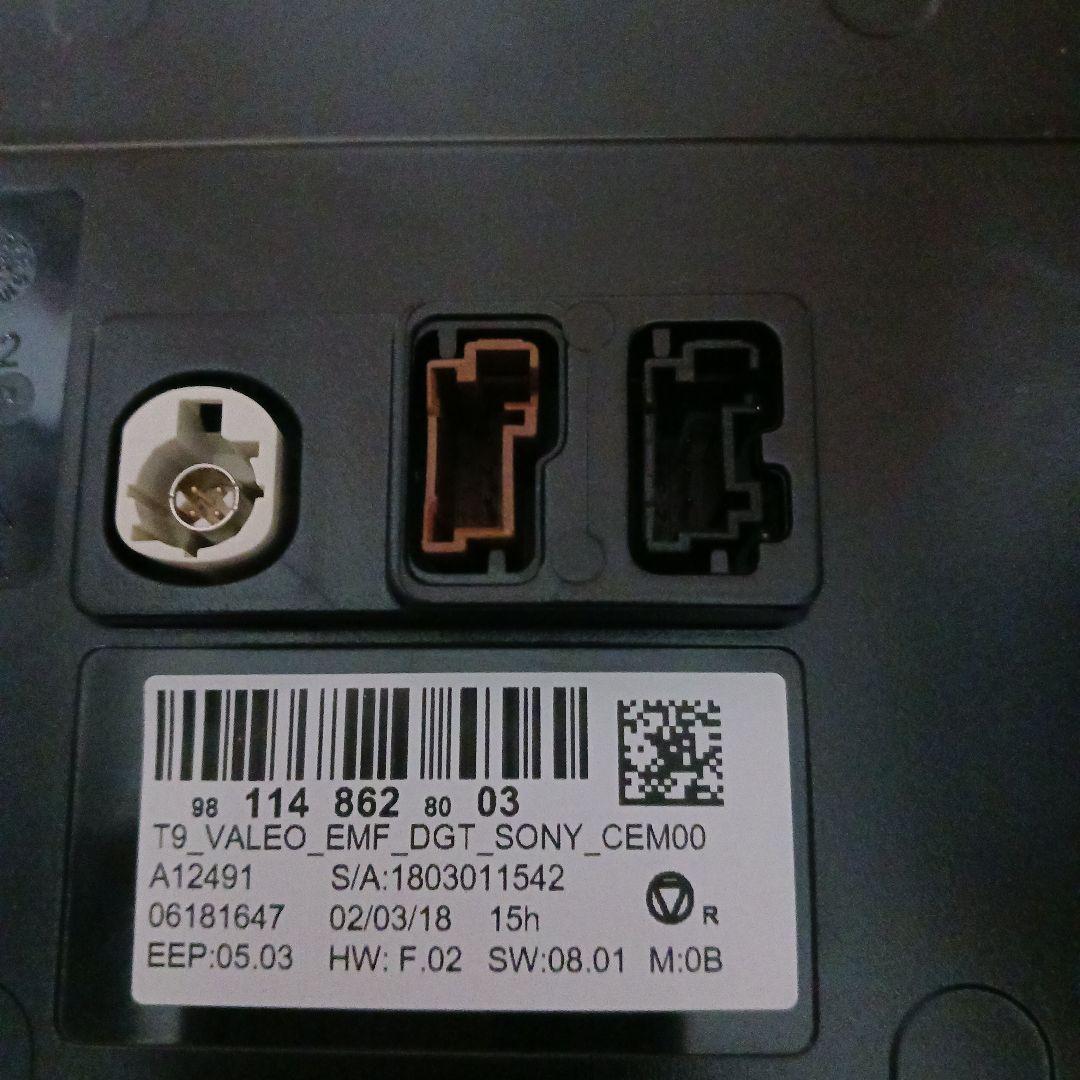 2
98 114 862 80 03
T9_VALEO_EMF_DGT_SONY_CEM00
A12491 S/A:1803011542
06181647 02/03/18 15h
R
EEP:05.03 HW: F.02 SW:08.01 M:0B